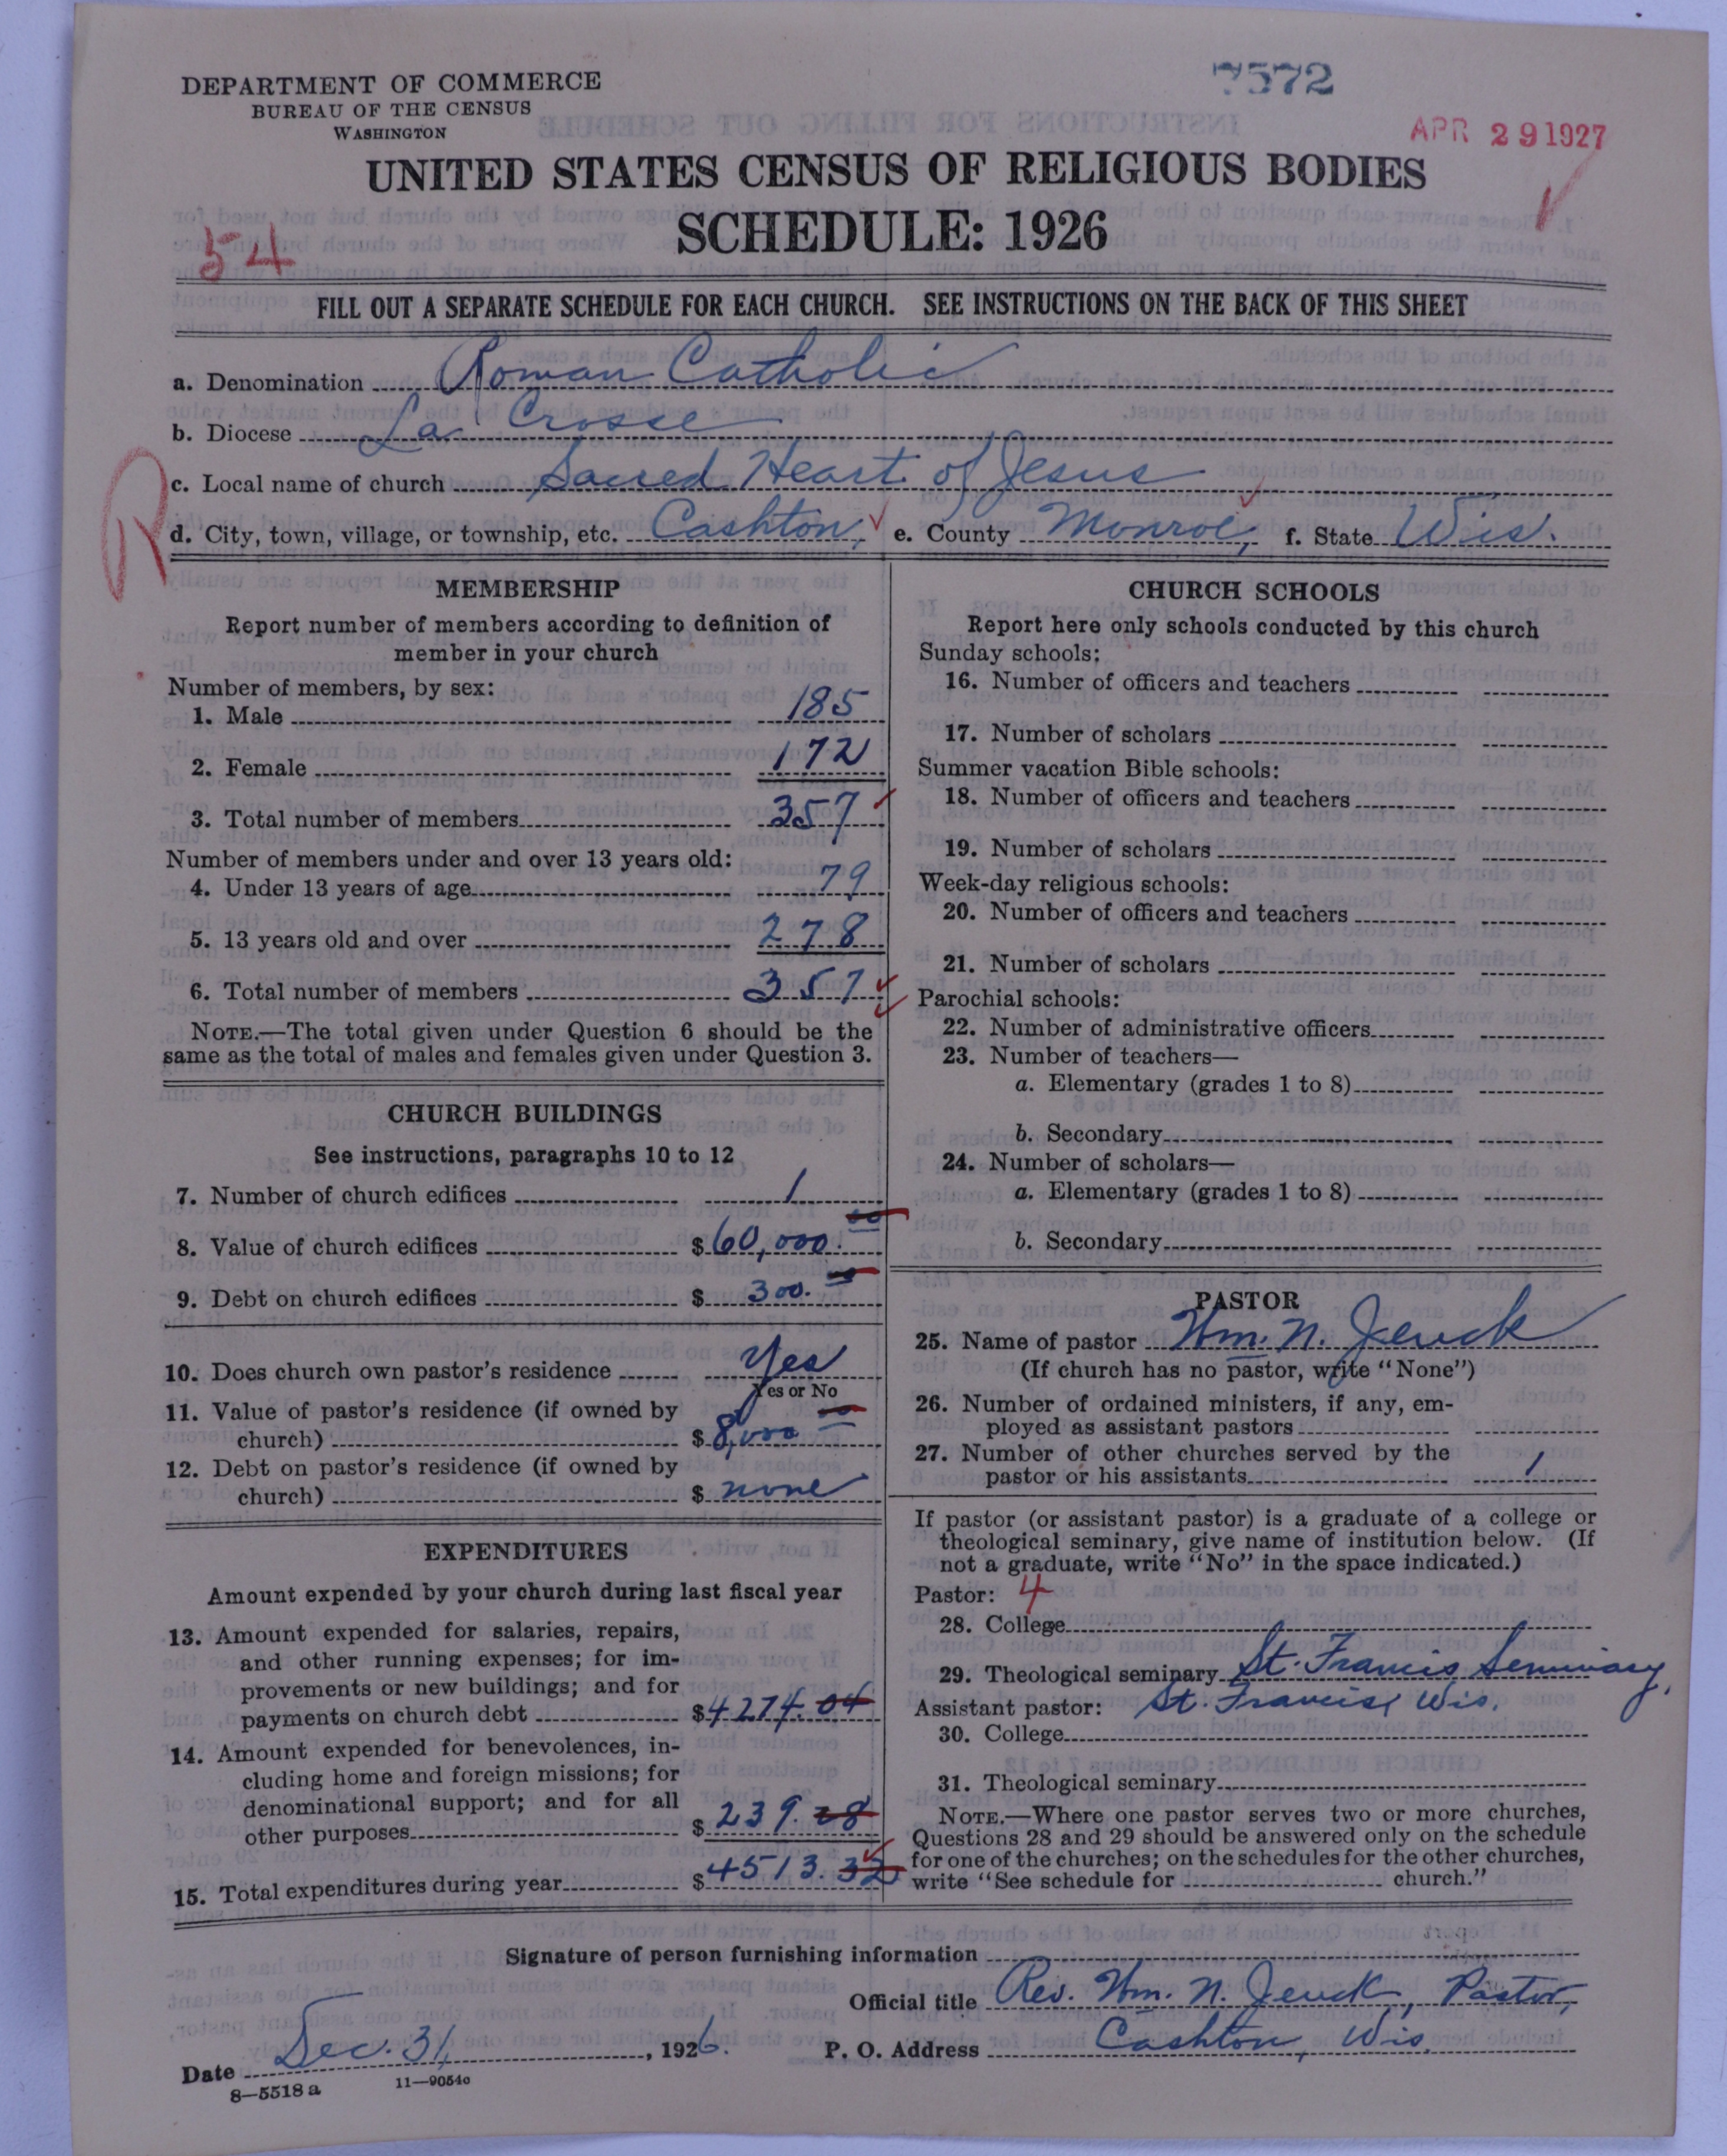 DEPARTMENT OF COMMERCE
BUREAU OF THE CENSUS
WASHINGTON
7572
APR 29 1927
UNITED STATES CENSUS OF RELIGIOUS BODIES
SCHEDULE: 1926
54
FILL OUT A SEPARATE SCHEDULE FOR EACH CHURCH. SEE INSTRUCTIONS ON THE BACK OF THIS SHEET
a. Denomination Roman Catholic
b. Diocese La Crosse
c. Local name of church Sacred Heart of Jesus
R
d. City, town, village, or township, etc. Cashton, e. County Monroe, f. State Wis.
MEMBERSHIP
Report number of members according to definition of
member in your church
Number of members, by sex:
1. Male 185
2. Female 172
3. Total number of members 357
Number of members under and over 13 years old:
4. Under 13 years of age 79
5. 13 years old and over 278
6. Total number of members 357
NOTE.—The total given under Question 6 should be the
same as the total of males and females given under Question 3.
CHURCH BUILDINGS
See instructions, paragraphs 10 to 12
7. Number of church edifices 1
8. Value of church edifices $60,000.00
9. Debt on church edifices $300.00
10. Does church own pastor's residence Yes
Yes or No
11. Value of pastor's residence (if owned by
church) $8,000 00
12. Debt on pastor's residence (if owned by
church) $ none
EXPENDITURES
Amount expended by your church during last fiscal year
13. Amount expended for salaries, repairs,
and other running expenses; for im-
provements or new buildings; and for
payments on church debt $4274.04
14. Amount expended for benevolences, in-
cluding home and foreign missions; for
denominational support; and for all
other purposes $239.28
15. Total expenditures during year $4513.32
CHURCH SCHOOLS
Report here only schools conducted by this church
Sunday schools:
16. Number of officers and teachers
17. Number of scholars
Summer vacation Bible schools:
18. Number of officers and teachers
19. Number of scholars
Week-day religious schools:
20. Number of officers and teachers
21. Number of scholars
Parochial schools:
22. Number of administrative officers
23. Number of teachers—
a. Elementary (grades 1 to 8)
b. Secondary
24. Number of scholars—
a. Elementary (grades 1 to 8)
b. Secondary
PASTOR
25. Name of pastor Wm. N. Jenck
(If church has no pastor, write "None")
26. Number of ordained ministers, if any, em-
ployed as assistant pastors
27. Number of other churches served by the
pastor or his assistants 1
If pastor (or assistant pastor) is a graduate of a college or
theological seminary, give name of institution below. (If
not a graduate, write "No" in the space indicated.)
Pastor: 4
28. College
29. Theological seminary St. Francis Seminary,
Assistant pastor: St. Francis, Wis.
30. College
31. Theological seminary
NOTE.—Where one pastor serves two or more churches,
Questions 28 and 29 should be answered only on the schedule
for one of the churches; on the schedules for the other churches,
write "See schedule for church."
Signature of person furnishing information
Official title Rev. Wm. N. Jenck, Pastor,
Date Dec. 31, 1926. P. O. Address Cashton, Wis.
8—5518 a 11—9054c